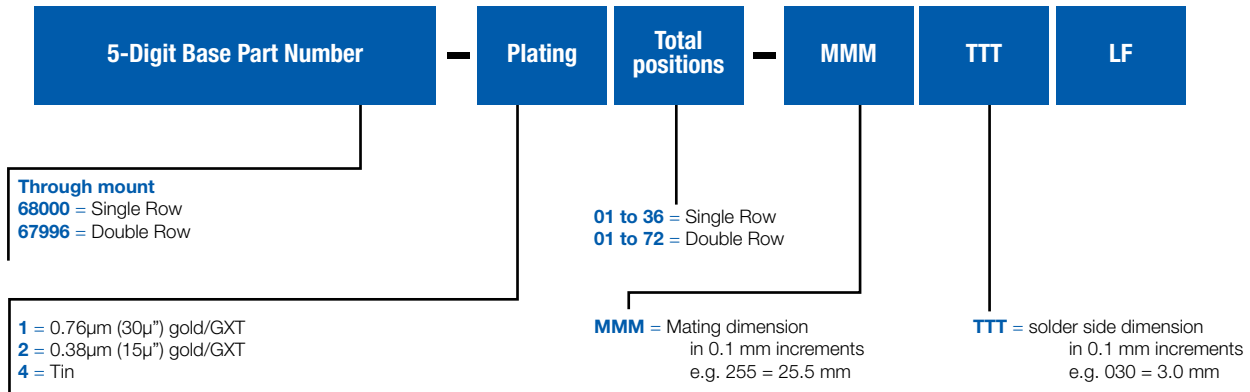 5-Digit Base Part Number - Plating Total positions - MMM TTT LF
Through mount
68000 = Single Row
67996 = Double Row
01 to 36 = Single Row
01 to 72 = Double Row
1 = 0.76µm (30µ”) gold/GXT
2 = 0.38µm (15µ”) gold/GXT
4 = Tin
MMM = Mating dimension
in 0.1 mm increments
e.g. 255 = 25.5 mm
TTT = solder side dimension
in 0.1 mm increments
e.g. 030 = 3.0 mm